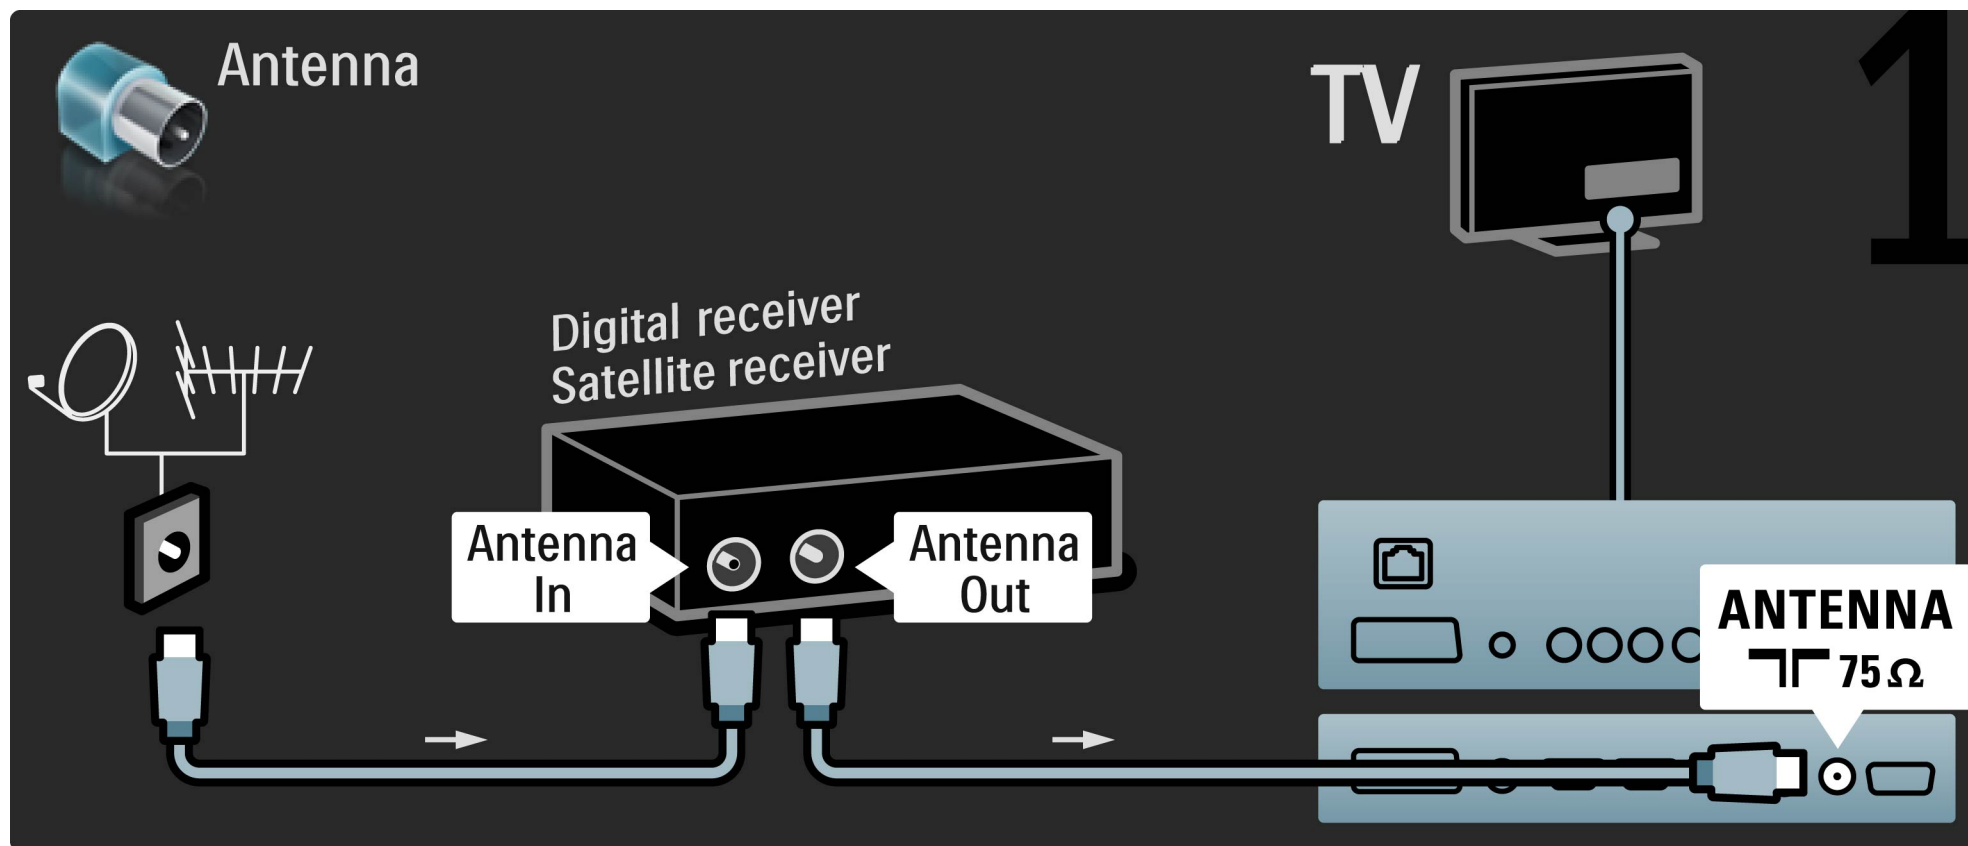 Antenna
TV
1
Digital receiver
Satellite receiver
Antenna
In
Antenna
Out
ANTENNA
75 Ω